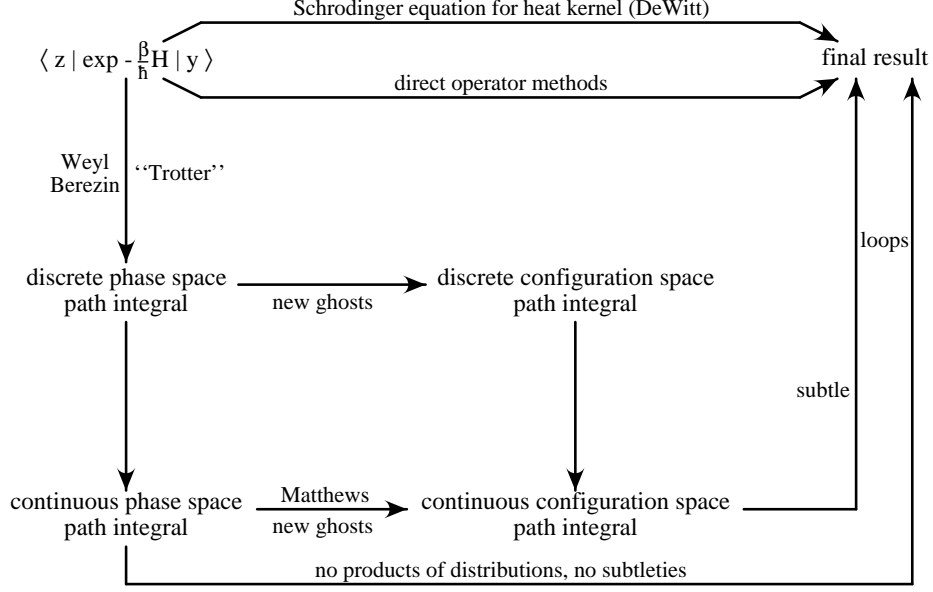 Schrodinger equation for heat kernel (DeWitt)
⟨ z | exp - β/ħ H | y ⟩
final result
direct operator methods
Weyl
Berezin
‘‘Trotter’’
loops
discrete phase space
path integral
new ghosts
discrete configuration space
path integral
subtle
continuous phase space
path integral
Matthews
new ghosts
continuous configuration space
path integral
no products of distributions, no subtleties